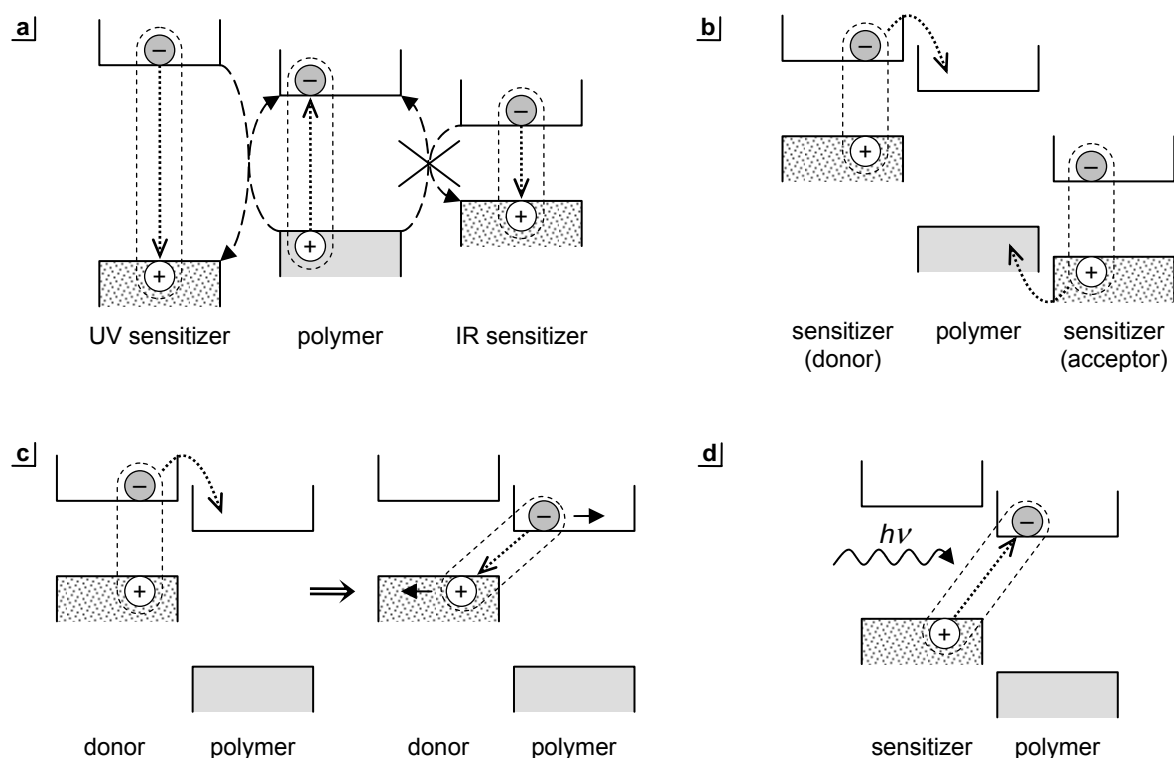 a
−
−
−
+
+
+
UV sensitizer
polymer
IR sensitizer
b
−
+
−
+
sensitizer
(donor)
polymer
sensitizer
(acceptor)
c
−
+
−
+
donor
polymer
donor
polymer
d
hν
−
+
sensitizer
polymer